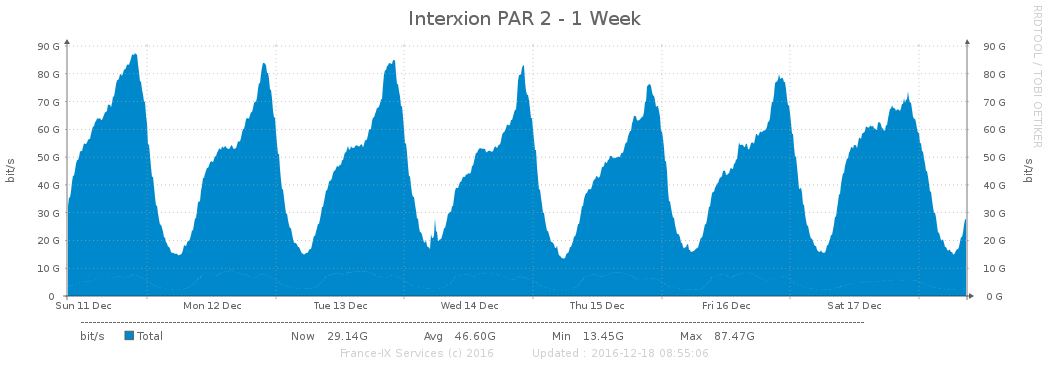 Interxion PAR 2 - 1 Week
RRDTOOL / TOBI OETIKER
bit/s
90 G 90 G
80 G 80 G
70 G 70 G
60 G 60 G
50 G 50 G
40 G 40 G
30 G 30 G
20 G 20 G
10 G 10 G
0 0 G
bit/s
Sun 11 Dec Mon 12 Dec Tue 13 Dec Wed 14 Dec Thu 15 Dec Fri 16 Dec Sat 17 Dec
bit/s Total Now 29.14G Avg 46.60G Min 13.45G Max 87.47G
France-IX Services (c) 2016 Updated : 2016-12-18 08:55:06